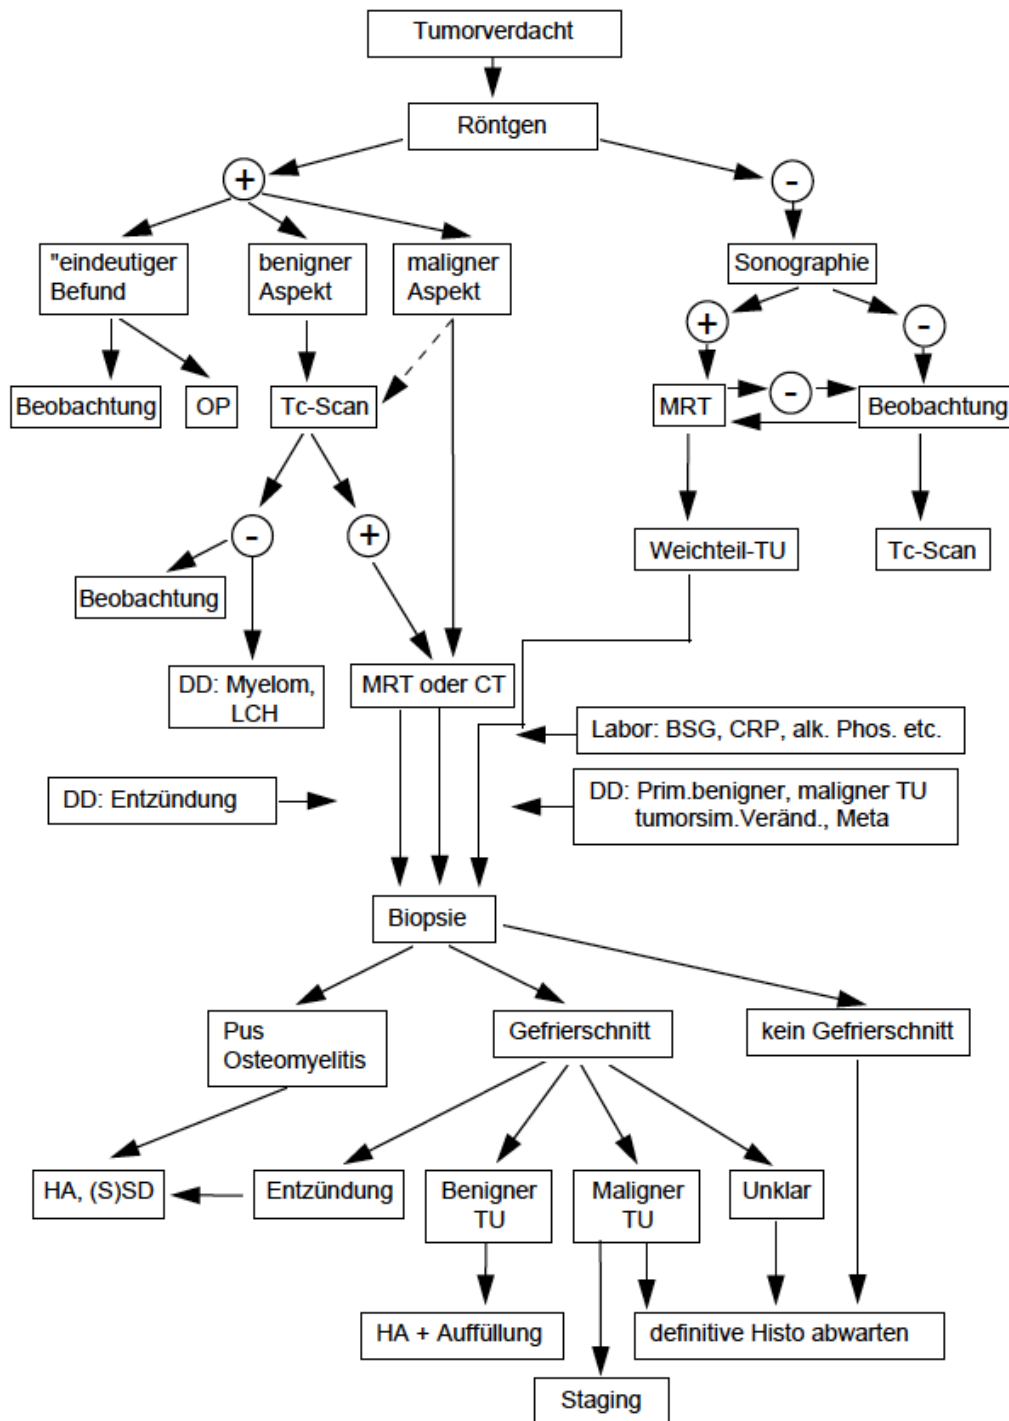 Tumorverdacht
Röntgen
+
-
"eindeutiger
Befund
benigner
Aspekt
maligner
Aspekt
Sonographie
+
-
Beobachtung
OP
Tc-Scan
MRT
-
Beobachtung
-
+
Weichteil-TU
Tc-Scan
Beobachtung
DD: Myelom,
LCH
MRT oder CT
Labor: BSG, CRP, alk. Phos. etc.
DD: Entzündung
DD: Prim.benigner, maligner TU
tumorsim.Veränd., Meta
Biopsie
Pus
Osteomyelitis
Gefrierschnitt
kein Gefrierschnitt
HA, (S)SD
Entzündung
Benigner
TU
Maligner
TU
Unklar
HA + Auffüllung
definitive Histo abwarten
Staging